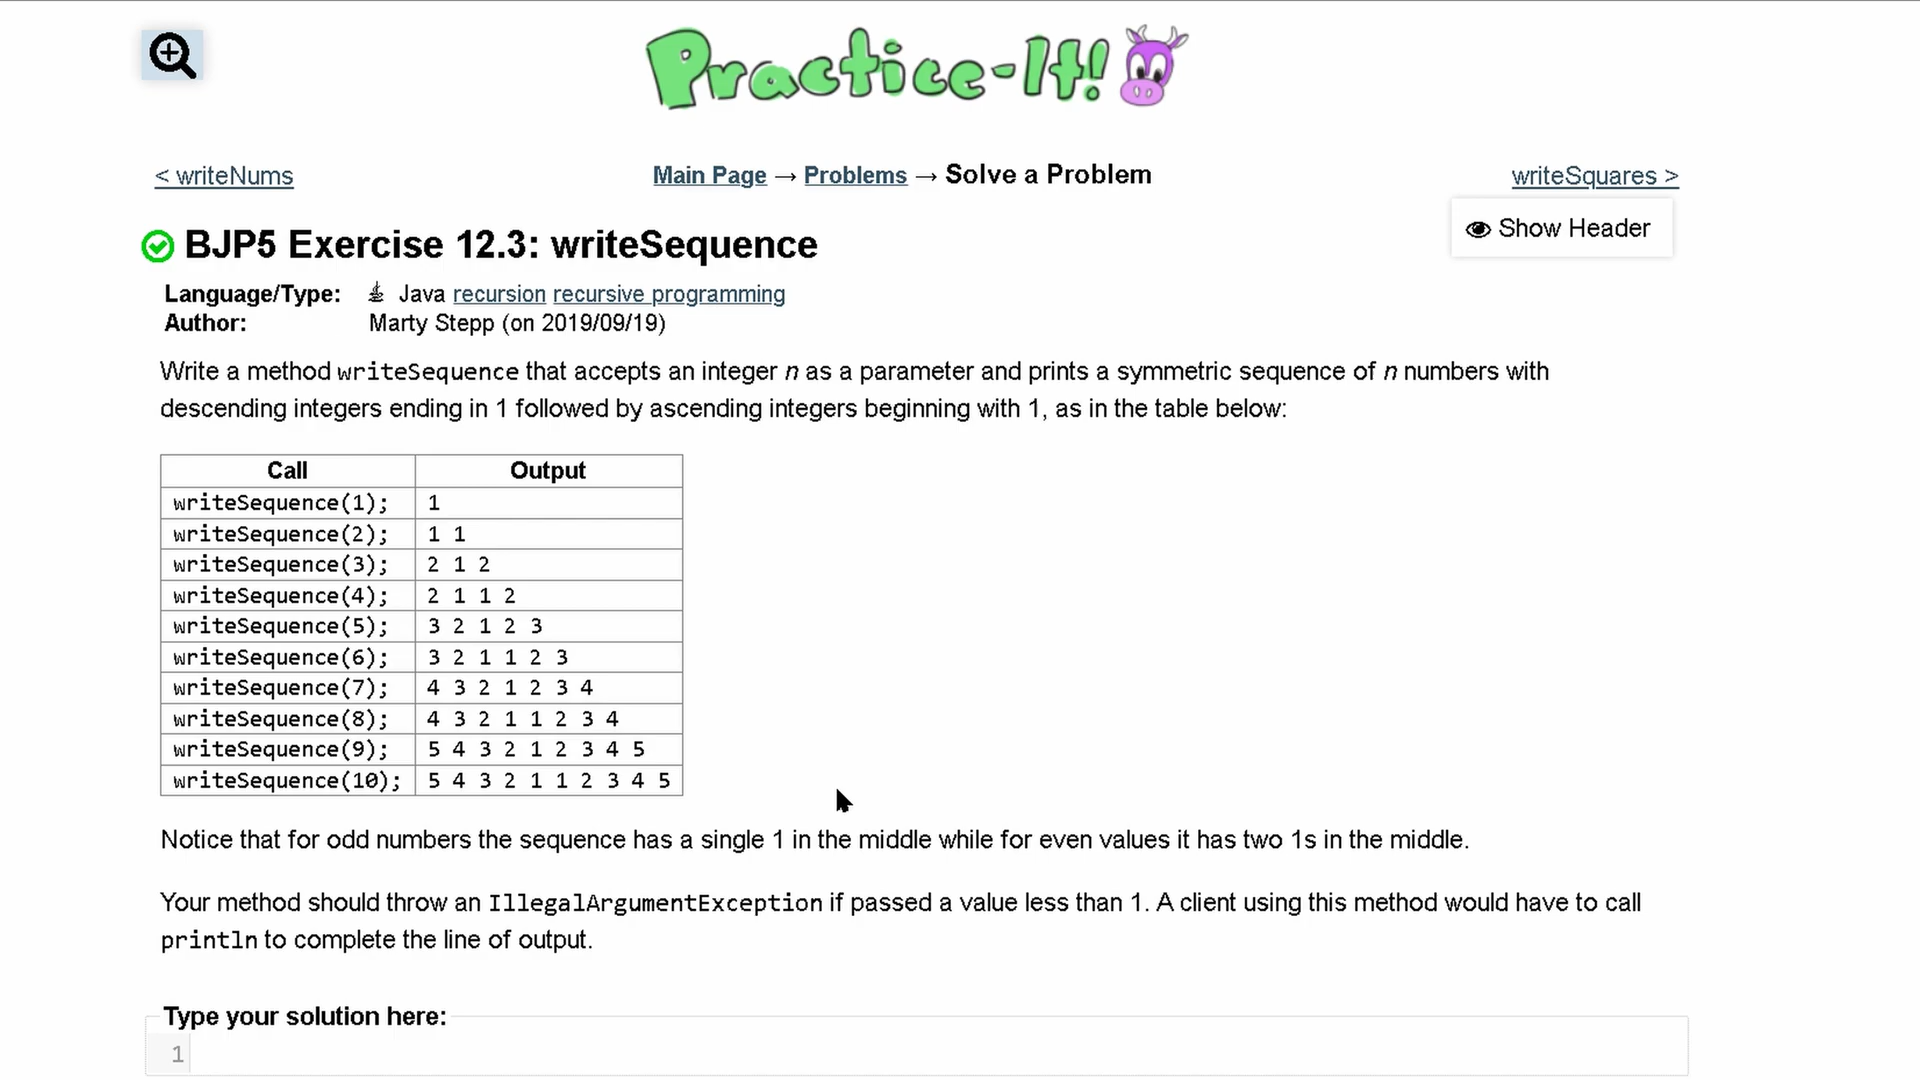 Practice-It!
< writeNums
Main Page → Problems → Solve a Problem
writeSquares >
Show Header
BJP5 Exercise 12.3: writeSequence
Language/Type: Java recursion recursive programming
Author: Marty Stepp (on 2019/09/19)
Write a method writeSequence that accepts an integer n as a parameter and prints a symmetric sequence of n numbers with
descending integers ending in 1 followed by ascending integers beginning with 1, as in the table below:
Call Output
writeSequence(1); 1
writeSequence(2); 1 1
writeSequence(3); 2 1 2
writeSequence(4); 2 1 1 2
writeSequence(5); 3 2 1 2 3
writeSequence(6); 3 2 1 1 2 3
writeSequence(7); 4 3 2 1 2 3 4
writeSequence(8); 4 3 2 1 1 2 3 4
writeSequence(9); 5 4 3 2 1 2 3 4 5
writeSequence(10); 5 4 3 2 1 1 2 3 4 5
Notice that for odd numbers the sequence has a single 1 in the middle while for even values it has two 1s in the middle.
Your method should throw an IllegalArgumentException if passed a value less than 1. A client using this method would have to call
println to complete the line of output.
Type your solution here:
1